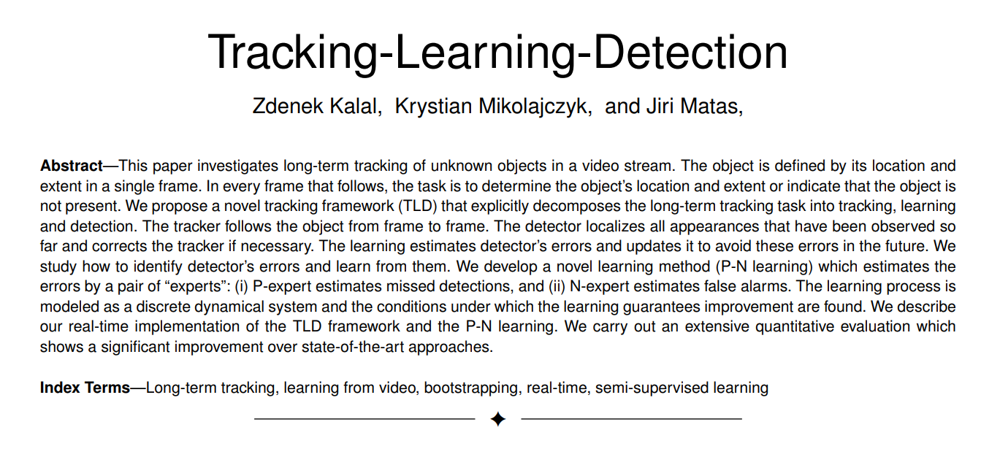 Tracking-Learning-Detection
Zdenek Kalal, Krystian Mikolajczyk, and Jiri Matas,
Abstract—This paper investigates long-term tracking of unknown objects in a video stream. The object is defined by its location and
extent in a single frame. In every frame that follows, the task is to determine the object's location and extent or indicate that the object is
not present. We propose a novel tracking framework (TLD) that explicitly decomposes the long-term tracking task into tracking, learning
and detection. The tracker follows the object from frame to frame. The detector localizes all appearances that have been observed so
far and corrects the tracker if necessary. The learning estimates detector's errors and updates it to avoid these errors in the future. We
study how to identify detector's errors and learn from them. We develop a novel learning method (P-N learning) which estimates the
errors by a pair of “experts”: (i) P-expert estimates missed detections, and (ii) N-expert estimates false alarms. The learning process is
modeled as a discrete dynamical system and the conditions under which the learning guarantees improvement are found. We describe
our real-time implementation of the TLD framework and the P-N learning. We carry out an extensive quantitative evaluation which
shows a significant improvement over state-of-the-art approaches.
Index Terms—Long-term tracking, learning from video, bootstrapping, real-time, semi-supervised learning